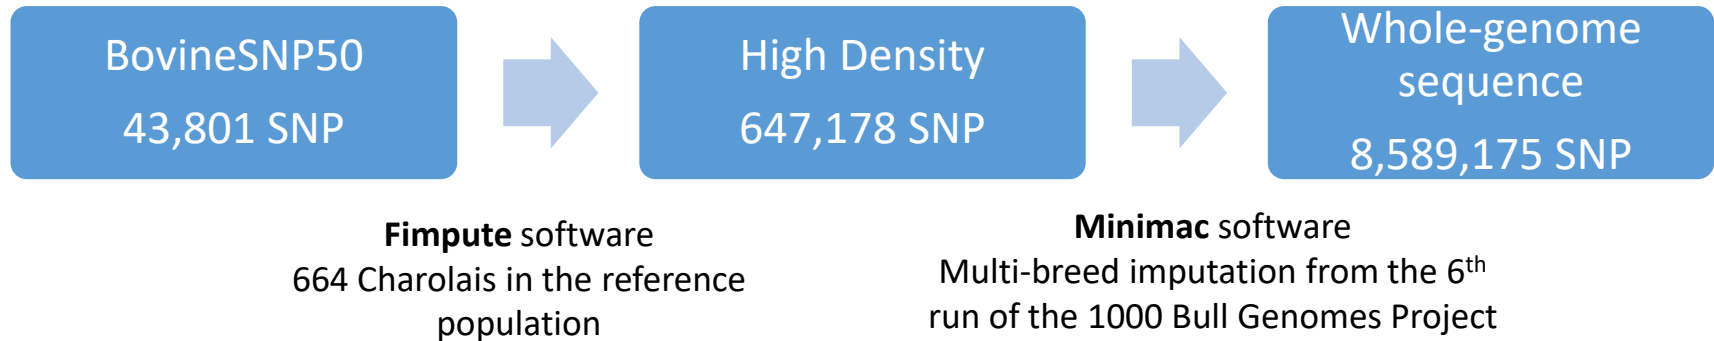 BovineSNP50
43,801 SNP
High Density
647,178 SNP
Whole-genome
sequence
8,589,175 SNP
Fimpute software
664 Charolais in the reference
population
Minimac software
Multi-breed imputation from the 6th
run of the 1000 Bull Genomes Project